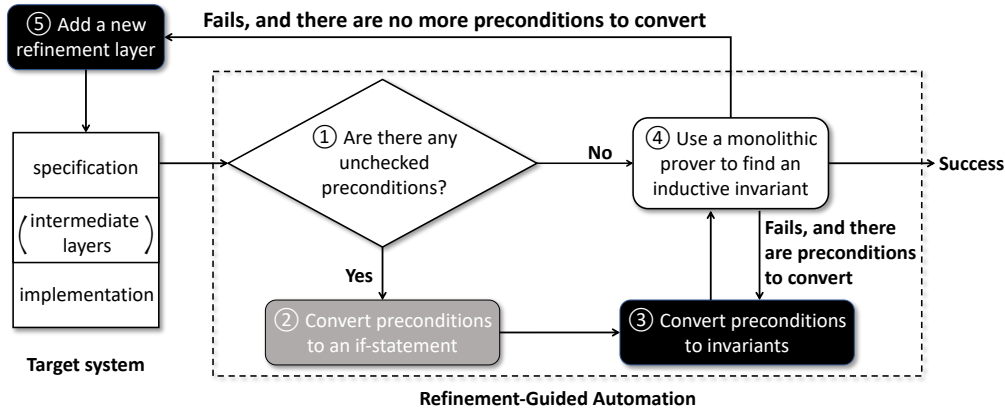 Fails, and there are no more preconditions to convert
⑤ Add a new
refinement layer
① Are there any
unchecked
preconditions?
④ Use a monolithic
prover to find an
inductive invariant
No
Success
specification
(intermediate
layers)
implementation
Fails, and there
are preconditions
to convert
Yes
② Convert preconditions
to an if-statement
③ Convert preconditions
to invariants
Target system
Refinement-Guided Automation